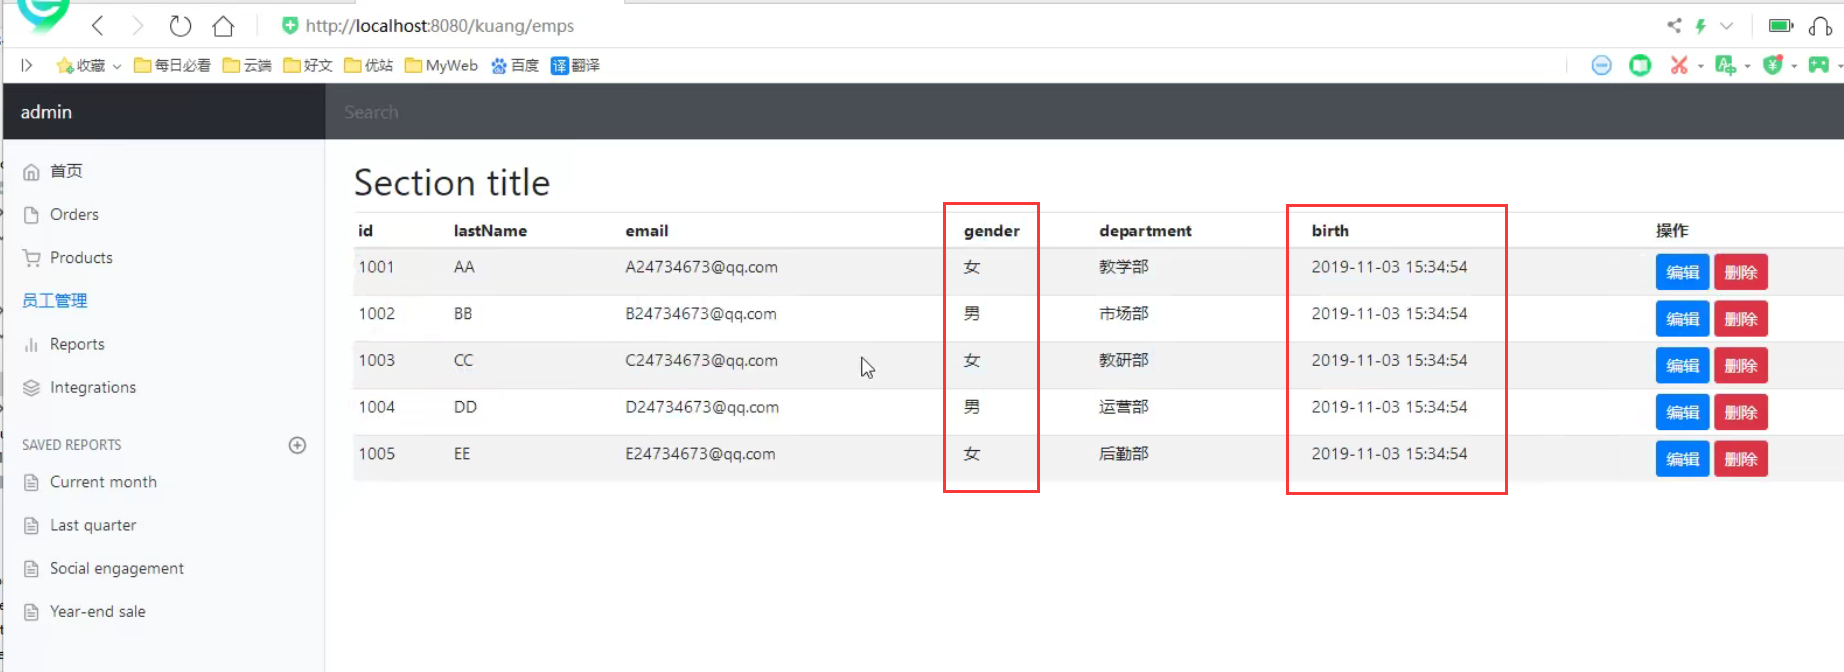 http://localhost:8080/kuang/emps
收藏 每日必看 云端 好文 优站 MyWeb 百度 译 翻译
admin Search
首页
Orders
Products
员工管理
Reports
Integrations
SAVED REPORTS
Current month
Last quarter
Social engagement
Year-end sale
Section title
id lastName email gender department birth 操作
1001 AA A24734673@qq.com 女 教学部 2019-11-03 15:34:54 编辑 删除
1002 BB B24734673@qq.com 男 市场部 2019-11-03 15:34:54 编辑 删除
1003 CC C24734673@qq.com 女 教研部 2019-11-03 15:34:54 编辑 删除
1004 DD D24734673@qq.com 男 运营部 2019-11-03 15:34:54 编辑 删除
1005 EE E24734673@qq.com 女 后勤部 2019-11-03 15:34:54 编辑 删除